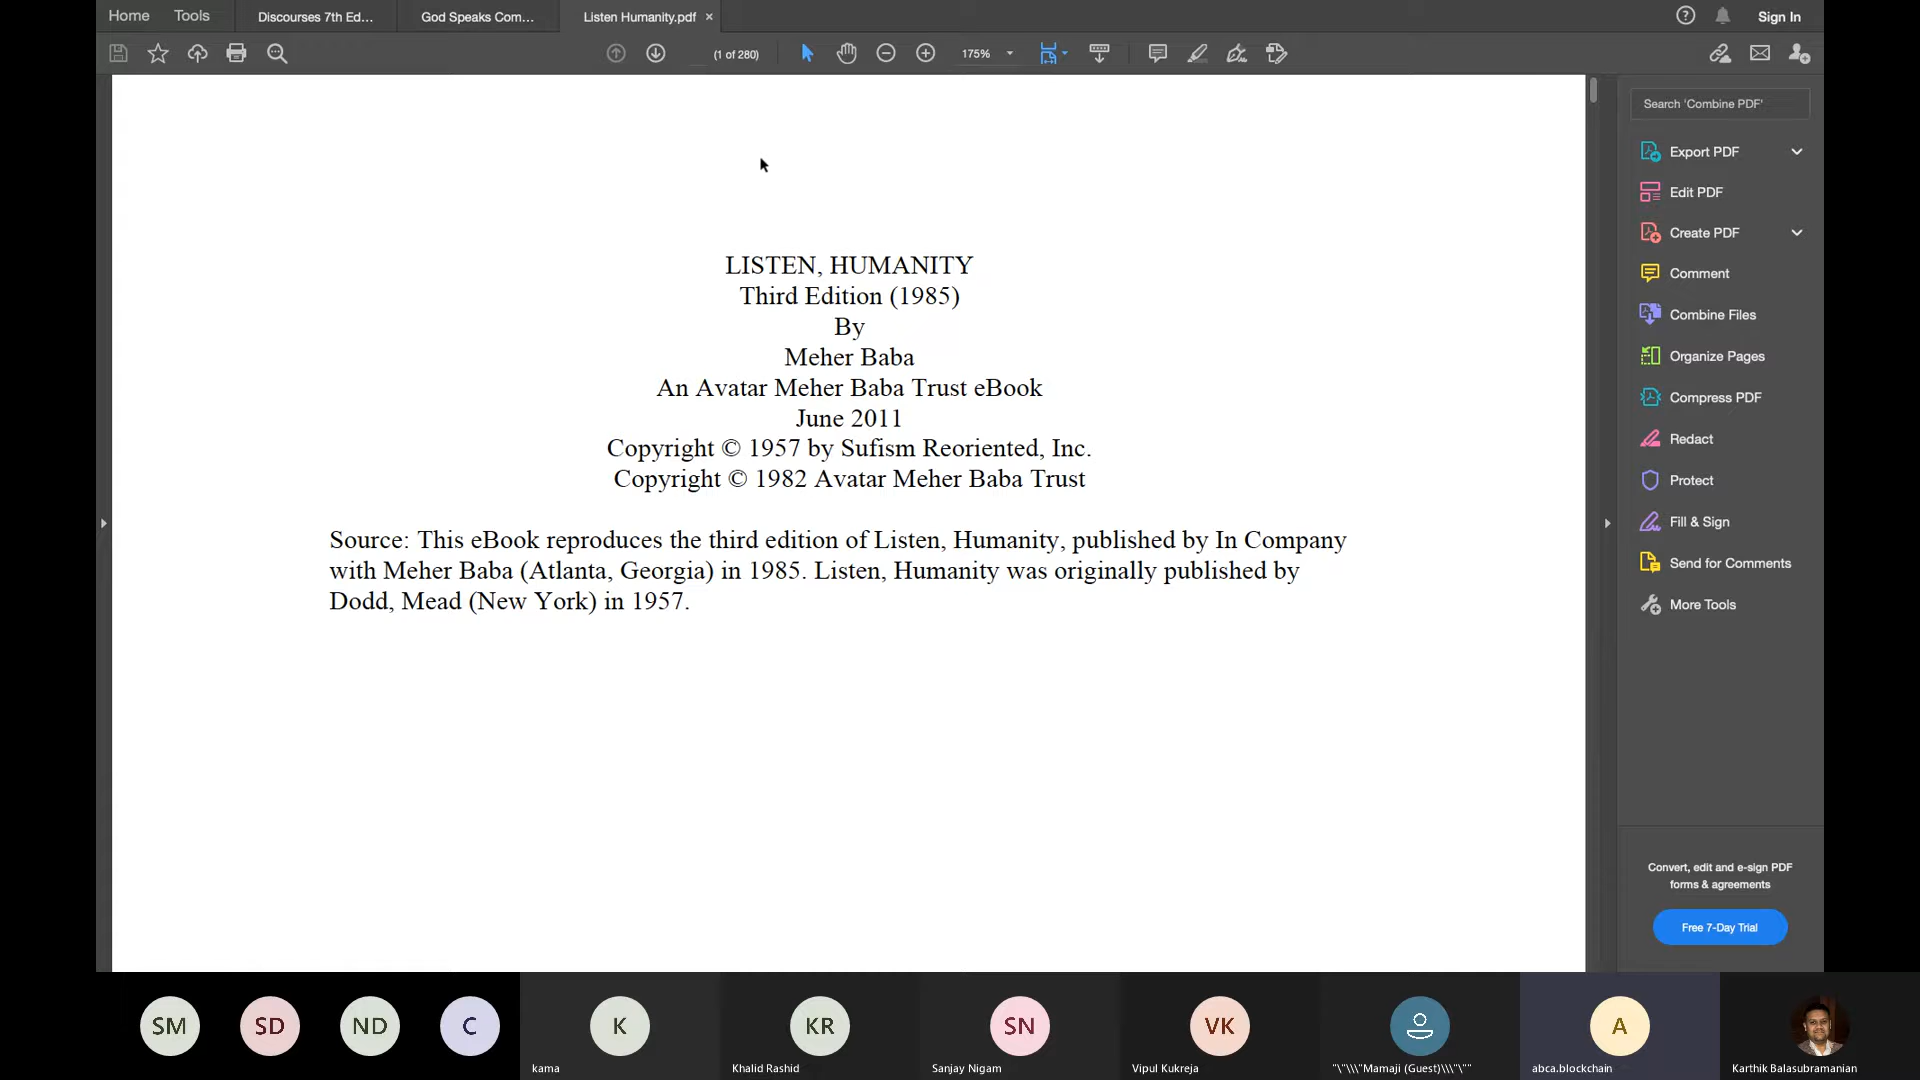 Home
Tools
Discourses 7th Ed...
God Speaks Com...
Listen Humanity.pdf ×
Sign In
(1 of 280)
175%
Search 'Combine PDF'
Export PDF
Edit PDF
Create PDF
Comment
Combine Files
Organize Pages
Compress PDF
Redact
Protect
Fill & Sign
Send for Comments
More Tools
Convert, edit and e-sign PDF
forms & agreements
Free 7-Day Trial
LISTEN, HUMANITY
Third Edition (1985)
By
Meher Baba
An Avatar Meher Baba Trust eBook
June 2011
Copyright © 1957 by Sufism Reoriented, Inc.
Copyright © 1982 Avatar Meher Baba Trust
Source: This eBook reproduces the third edition of Listen, Humanity, published by In Company
with Meher Baba (Atlanta, Georgia) in 1985. Listen, Humanity was originally published by
Dodd, Mead (New York) in 1957.
SM
SD
ND
C
K
kama
KR
Khalid Rashid
SN
Sanjay Nigam
VK
Vipul Kukreja
"\"\\\"Mamaji (Guest)\\\"\""
A
abca.blockchain
Karthik Balasubramanian